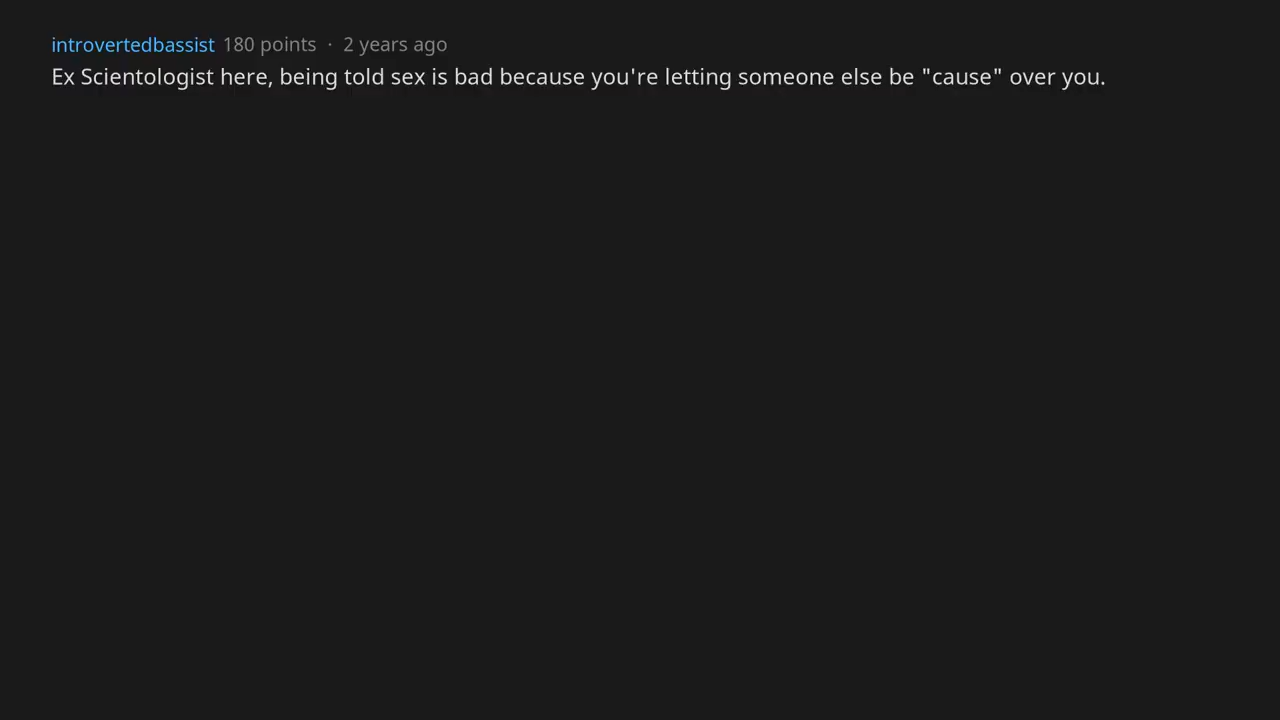 introvertedbassist 180 points · 2 years ago
Ex Scientologist here, being told sex is bad because you're letting someone else be "cause" over you.